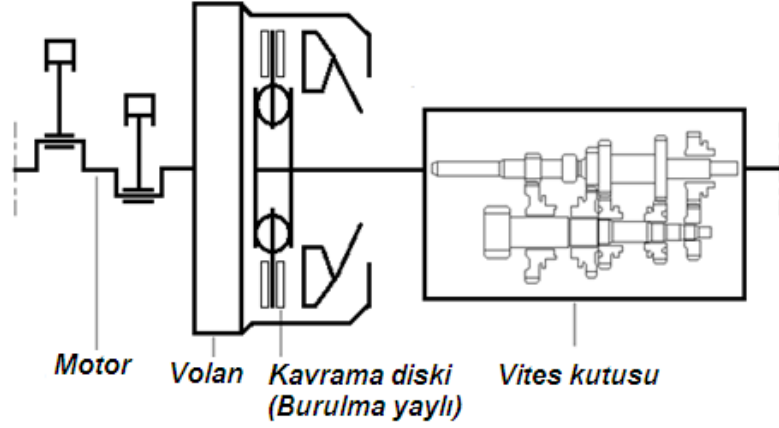 Motor
Volan
Kavrama diski
(Burulma yaylı)
Vites kutusu